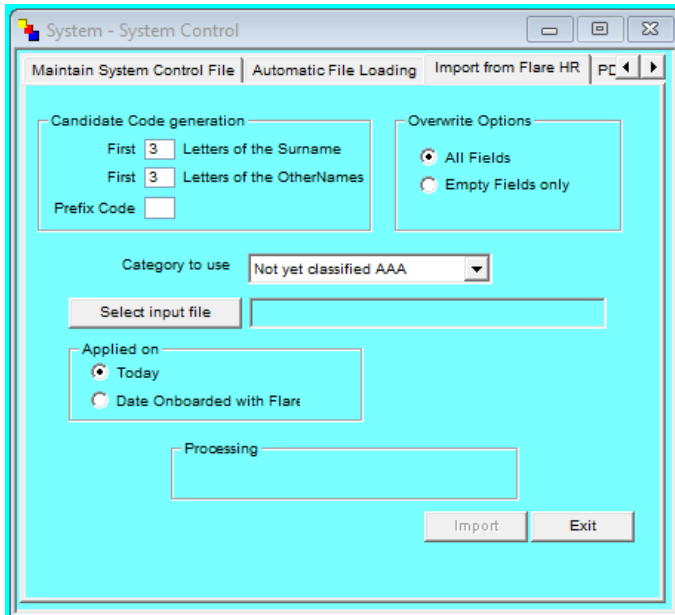 System - System Control
Maintain System Control File Automatic File Loading Import from Flare HR
Candidate Code generation Overwrite Options
First 3 Letters of the Surname All Fields
First 3 Letters of the OtherNames Empty Fields only
Prefix Code
Category to use Not yet classified AAA
Select input file
Applied on
Today
Date Onboarded with Flare
Processing
Import Exit